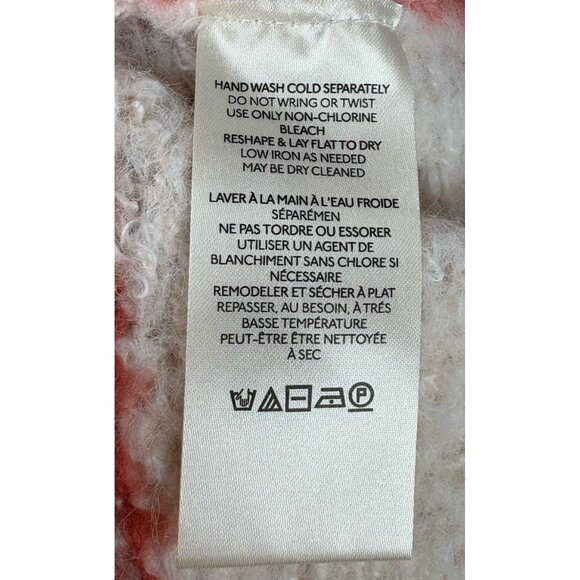 HAND WASH COLD SEPARATELY
DO NOT WRING OR TWIST
USE ONLY NON-CHLORINE
BLEACH
RESHAPE & LAY FLAT TO DRY
LOW IRON AS NEEDED
MAY BE DRY CLEANED
LAVER À LA MAIN À L'EAU FROIDE
SÉPARÉMEN
NE PAS TORDRE OU ESSORER
UTILISER UN AGENT DE
BLANCHIMENT SANS CHLORE SI
NÉCESSAIRE
REMODELER ET SÉCHER À PLAT
REPASSER, AU BESOIN, À TRÉS
BASSE TEMPÉRATURE
PEUT-ÊTRE ÊTRE NETTOYÉE
À SEC
P